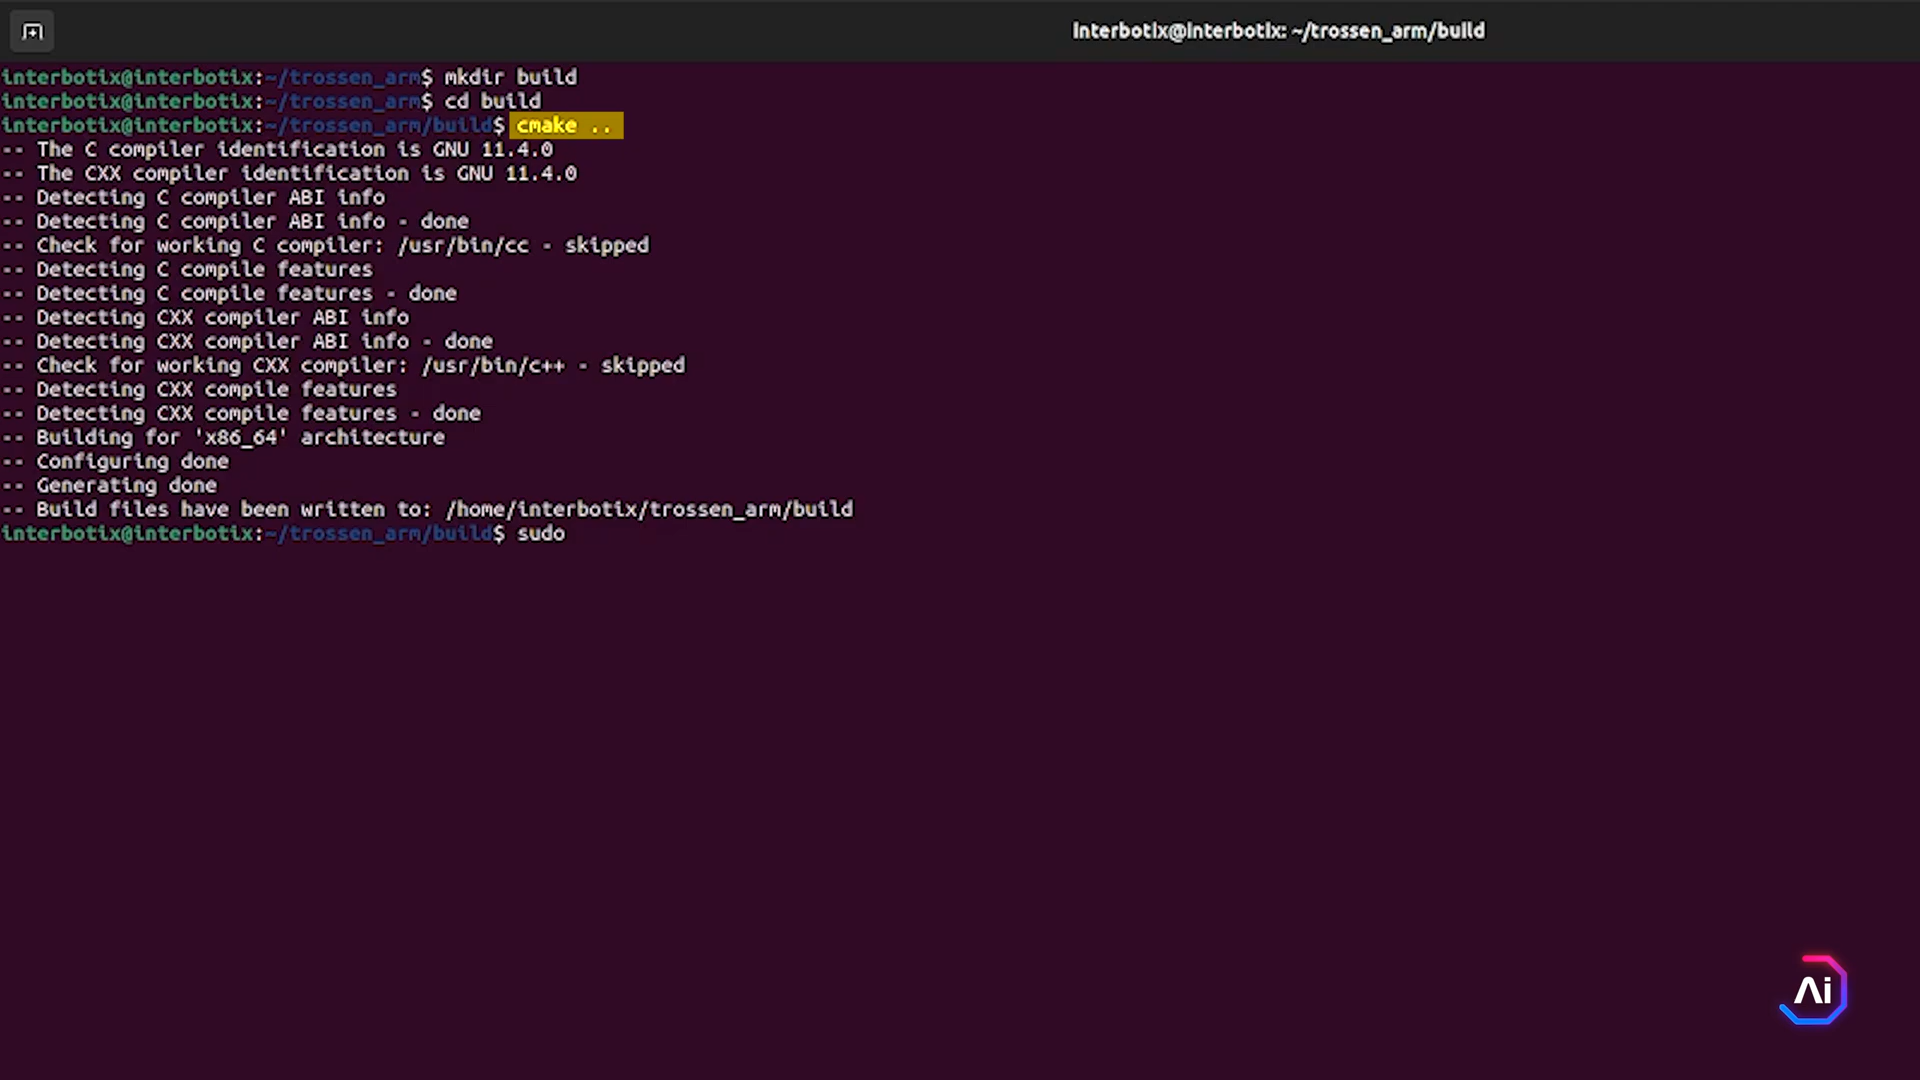 interbotix@interbotix: ~/trossen_arm/build
interbotix@interbotix:~/trossen_arm$ mkdir build
interbotix@interbotix:~/trossen_arm$ cd build
interbotix@interbotix:~/trossen_arm/build$ cmake ..
-- The C compiler identification is GNU 11.4.0
-- The CXX compiler identification is GNU 11.4.0
-- Detecting C compiler ABI info
-- Detecting C compiler ABI info - done
-- Check for working C compiler: /usr/bin/cc - skipped
-- Detecting C compile features
-- Detecting C compile features - done
-- Detecting CXX compiler ABI info
-- Detecting CXX compiler ABI info - done
-- Check for working CXX compiler: /usr/bin/c++ - skipped
-- Detecting CXX compile features
-- Detecting CXX compile features - done
-- Building for 'x86_64' architecture
-- Configuring done
-- Generating done
-- Build files have been written to: /home/interbotix/trossen_arm/build
interbotix@interbotix:~/trossen_arm/build$ sudo
Ai